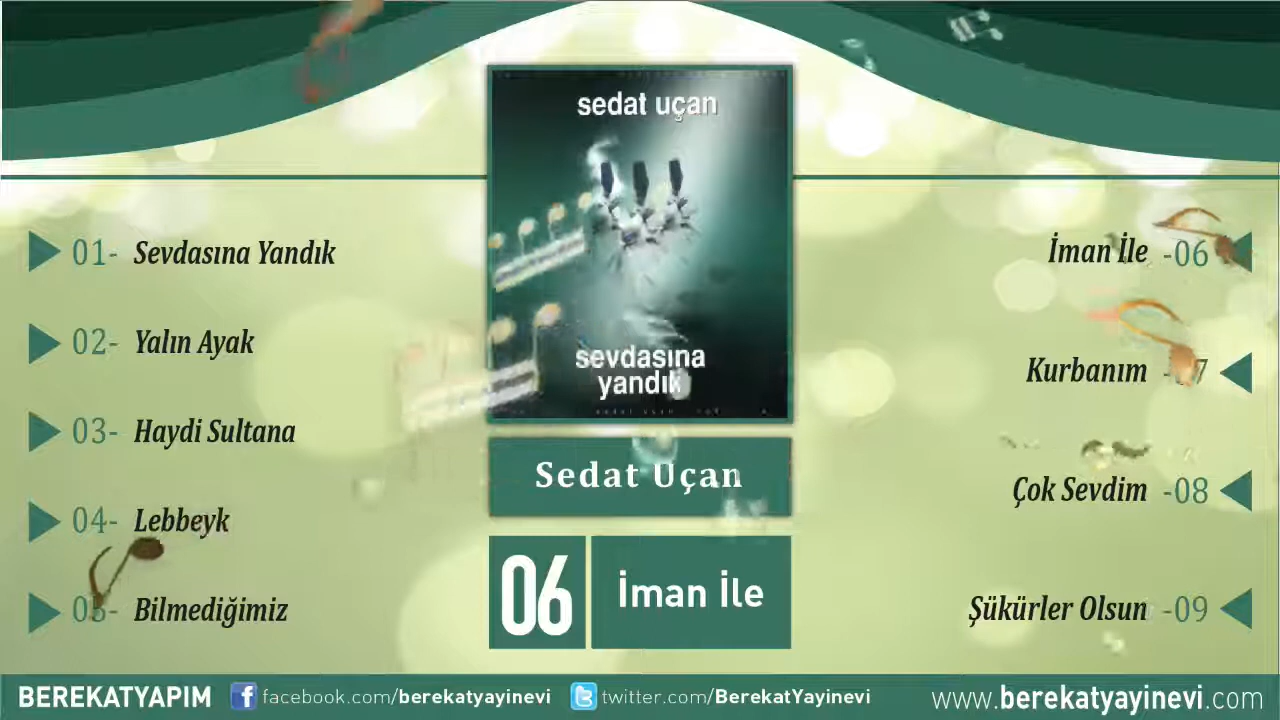 sedat uçan
sevdasına
yandık
01- Sevdasına Yandık
02- Yalın Ayak
03- Haydi Sultana
04- Lebbeyk
05- Bilmediğimiz
İman İle -06
Kurbanım -07
Çok Sevdim -08
Şükürler Olsun -09
Sedat Uçan
06 İman İle
BEREKATYAPIM facebook.com/berekatyayinevi twitter.com/BerekatYayinevi www.berekatyayinevi.com